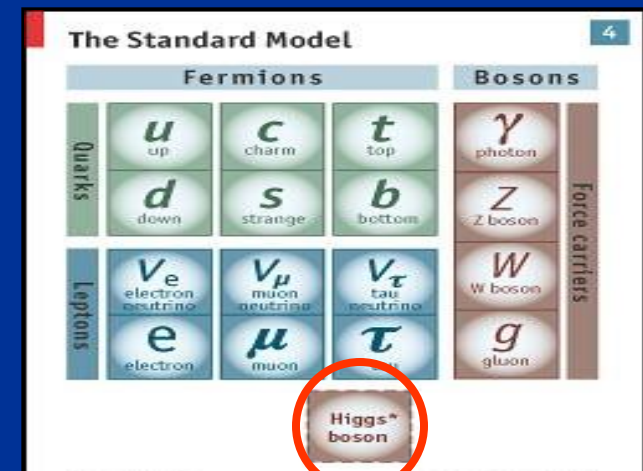 The Standard Model
4
Fermions
Bosons
Quarks
u
up
c
charm
t
top
γ
photon
d
down
s
strange
b
bottom
Z
Z boson
Force carriers
Leptons
νe
electron
neutrino
νμ
muon
neutrino
ντ
tau
neutrino
W
W boson
e
electron
μ
muon
τ
tau
g
gluon
Higgs*
boson